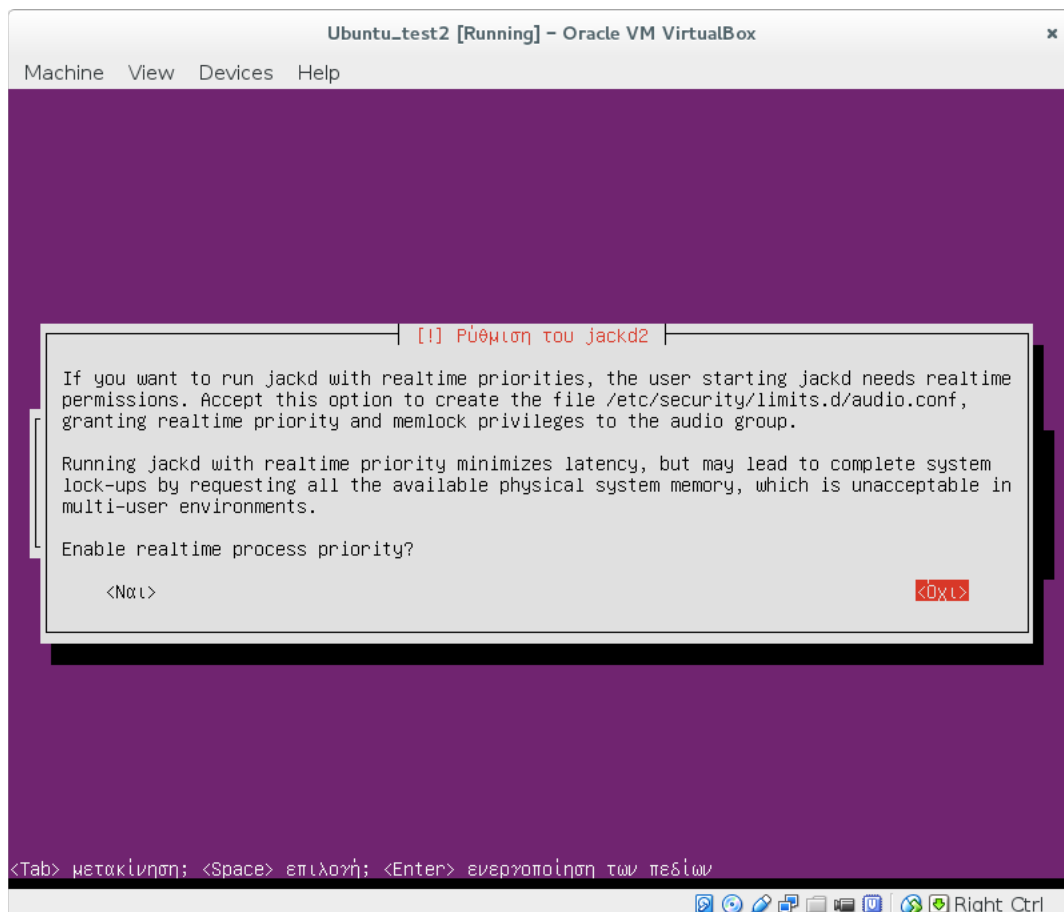 Ubuntu_test2 [Running] – Oracle VM VirtualBox
Machine View Devices Help
[!] Ρύθμιση του jackd2
If you want to run jackd with realtime priorities, the user starting jackd needs realtime
permissions. Accept this option to create the file /etc/security/limits.d/audio.conf,
granting realtime priority and memlock privileges to the audio group.
Running jackd with realtime priority minimizes latency, but may lead to complete system
lock-ups by requesting all the available physical system memory, which is unacceptable in
multi-user environments.
Enable realtime process priority?
<Ναι> <Όχι>
<Tab> μετακίνηση; <Space> επιλογή; <Enter> ενεργοποίηση των πεδίων
Right Ctrl